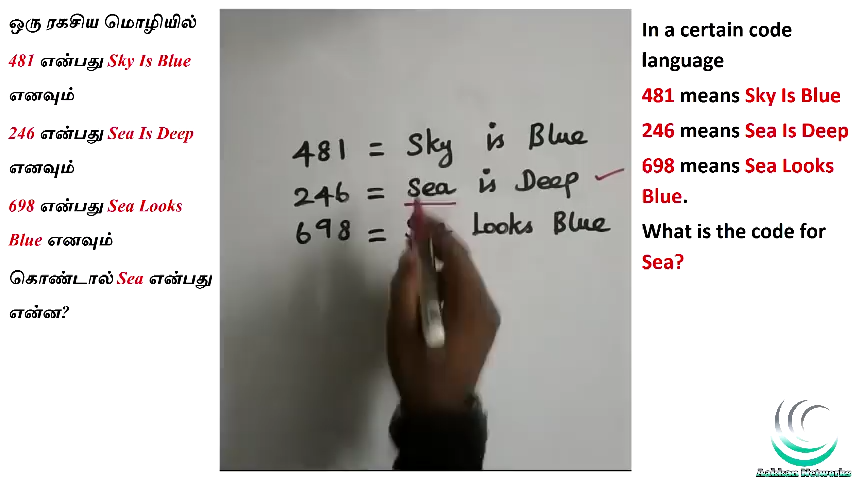 ஒரு ரகசிய மொழியில்
481 என்பது Sky Is Blue
எனவும்
246 என்பது Sea Is Deep
எனவும்
698 என்பது Sea Looks
Blue எனவும்
கொண்டால் Sea என்பது
என்ன?
481 = Sky is Blue
246 = Sea is Deep
698 = Looks Blue
In a certain code
language
481 means Sky Is Blue
246 means Sea Is Deep
698 means Sea Looks
Blue.
What is the code for
Sea?
Aakkan Networks